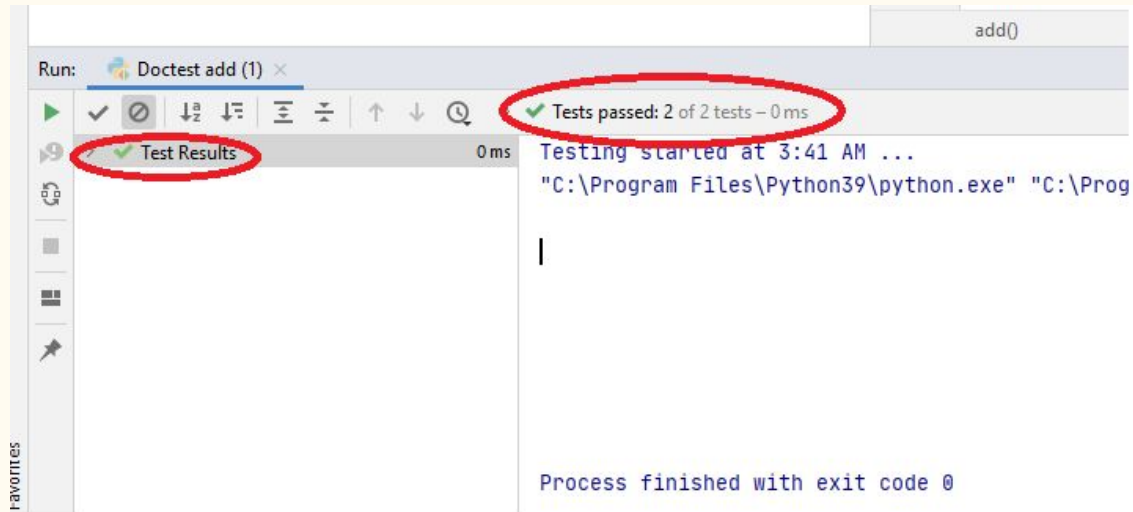 add()
Run: Doctest add (1)
Tests passed: 2 of 2 tests – 0 ms
Test Results 0 ms
Testing started at 3:41 AM ...
"C:\Program Files\Python39\python.exe" "C:\Prog
Process finished with exit code 0
Favorites